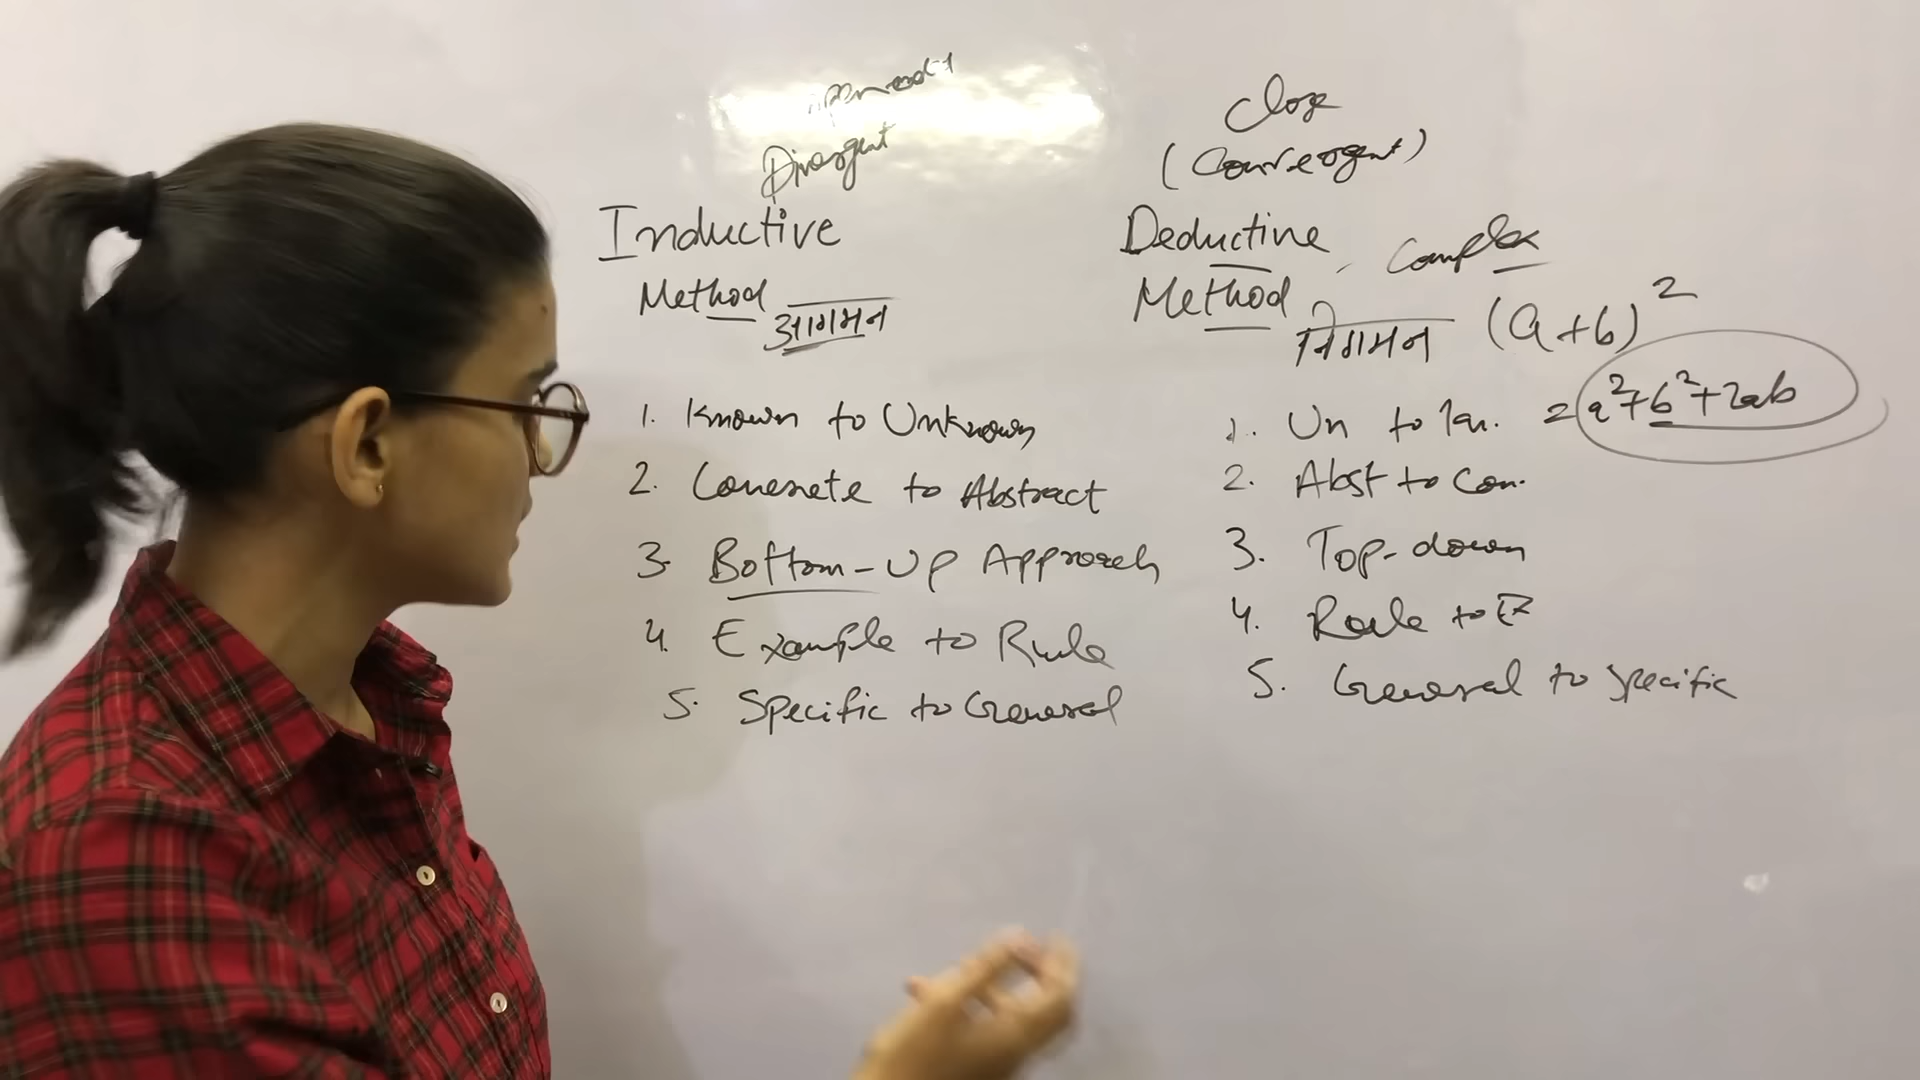 Divergent
Inductive
Method आगमन
1. Known to Unknown
2. Concrete to Abstract
3. Bottom-Up Approach
4. Example to Rule
5. Specific to General
Close
(Convergent)
Deductive Complex
Method निगमन (a+b)²
= a²+b²+2ab
1. Un to Kn.
2. Abst to Con.
3. Top-down
4. Rule to E
5. General to Specific